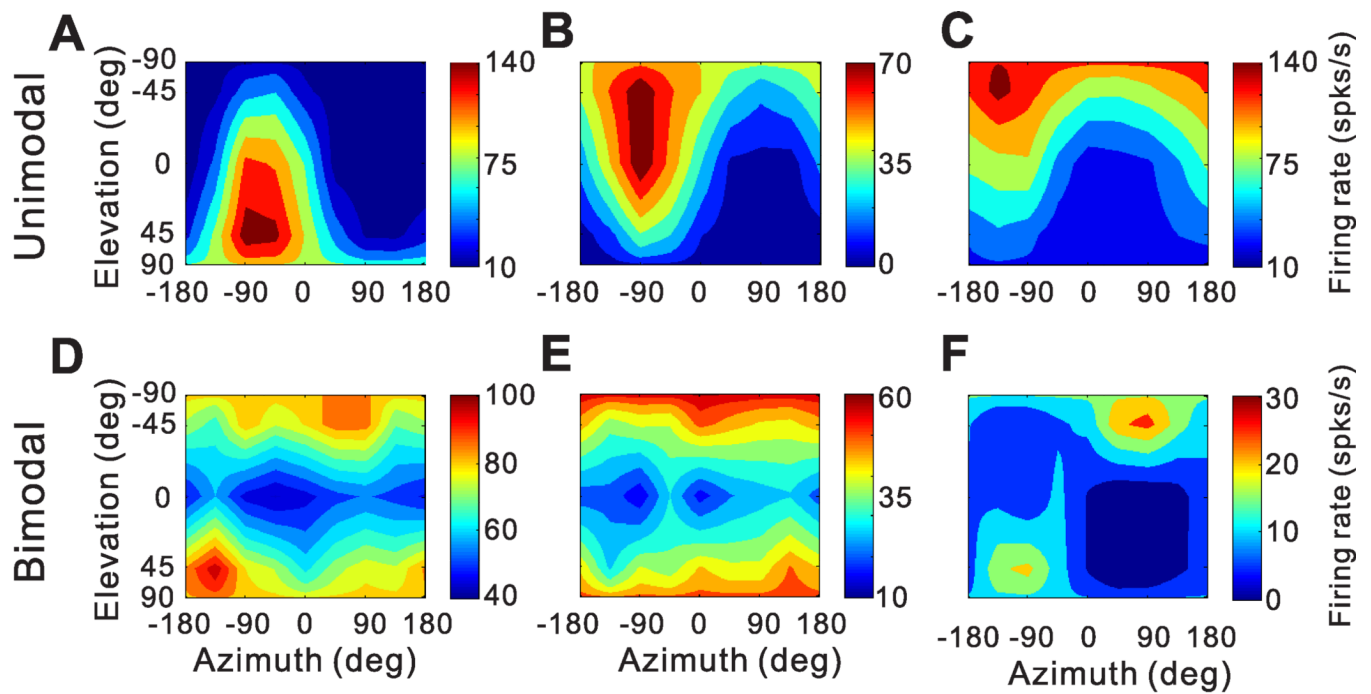 A
B
C
Unimodal
Elevation (deg)
-90
-45
0
45
90
-180 -90 0 90 180
140
75
10
-180 -90 0 90 180
70
35
0
-180 -90 0 90 180
140
75
10
Firing rate (spks/s)
D
E
F
Bimodal
Elevation (deg)
-90
-45
0
45
90
-180 -90 0 90 180
Azimuth (deg)
100
80
60
40
-180 -90 0 90 180
Azimuth (deg)
60
35
10
-180 -90 0 90 180
Azimuth (deg)
30
20
10
0
Firing rate (spks/s)